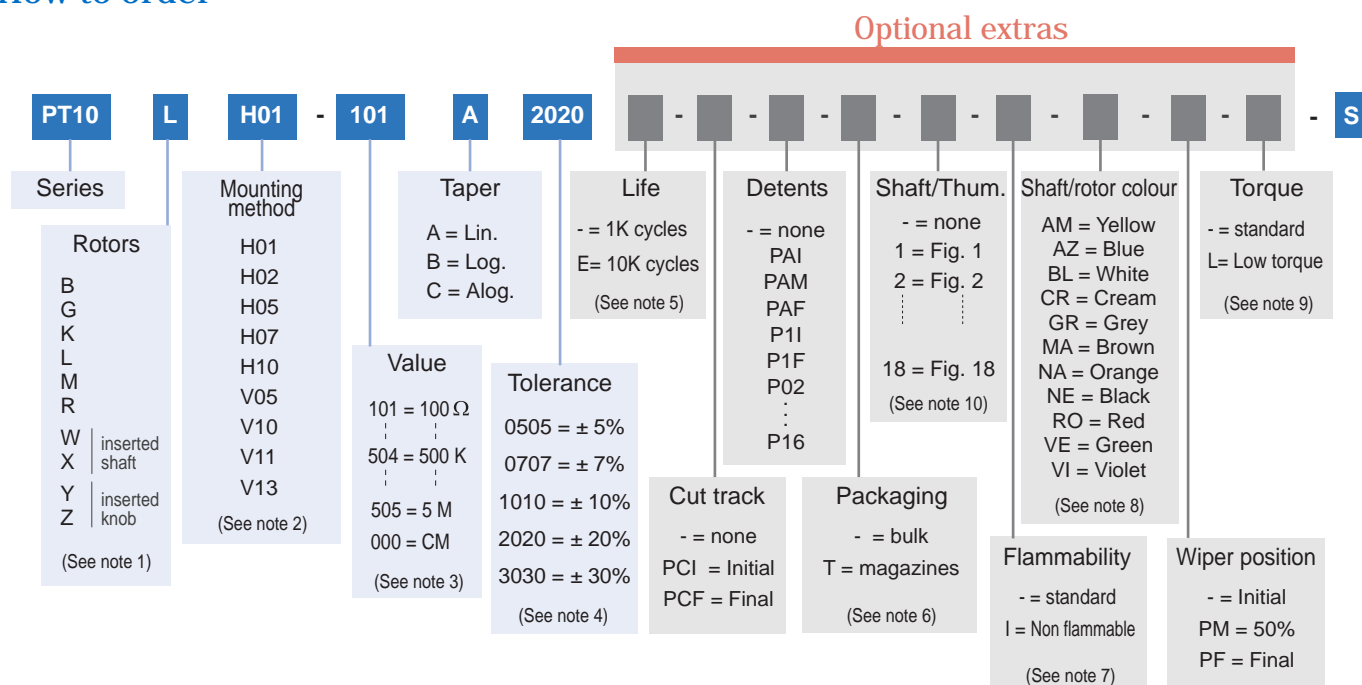 How to order
Optional extras
PT10 L H01 - 101 A 2020 - - - - - - - - - S
Series
Rotors
B
G
K
L
M
R
W
X
inserted
shaft
Y
Z
inserted
knob
(See note 1)
Mounting
method
H01
H02
H05
H07
H10
V05
V10
V11
V13
(See note 2)
Value
101 = 100 Ω
504 = 500 K
505 = 5 M
000 = CM
(See note 3)
Taper
A = Lin.
B = Log.
C = Alog.
Tolerance
0505 = ± 5%
0707 = ± 7%
1010 = ± 10%
2020 = ± 20%
3030 = ± 30%
(See note 4)
Life
- = 1K cycles
E= 10K cycles
(See note 5)
Cut track
- = none
PCI = Initial
PCF = Final
Detents
- = none
PAI
PAM
PAF
P1I
P1F
P02
P16
Packaging
- = bulk
T = magazines
(See note 6)
Shaft/Thum.
- = none
1 = Fig. 1
2 = Fig. 2
18 = Fig. 18
(See note 10)
Flammability
- = standard
I = Non flammable
(See note 7)
Shaft/rotor colour
AM = Yellow
AZ = Blue
BL = White
CR = Cream
GR = Grey
MA = Brown
NA = Orange
NE = Black
RO = Red
VE = Green
VI = Violet
(See note 8)
Wiper position
- = Initial
PM = 50%
PF = Final
Torque
- = standard
L= Low torque
(See note 9)